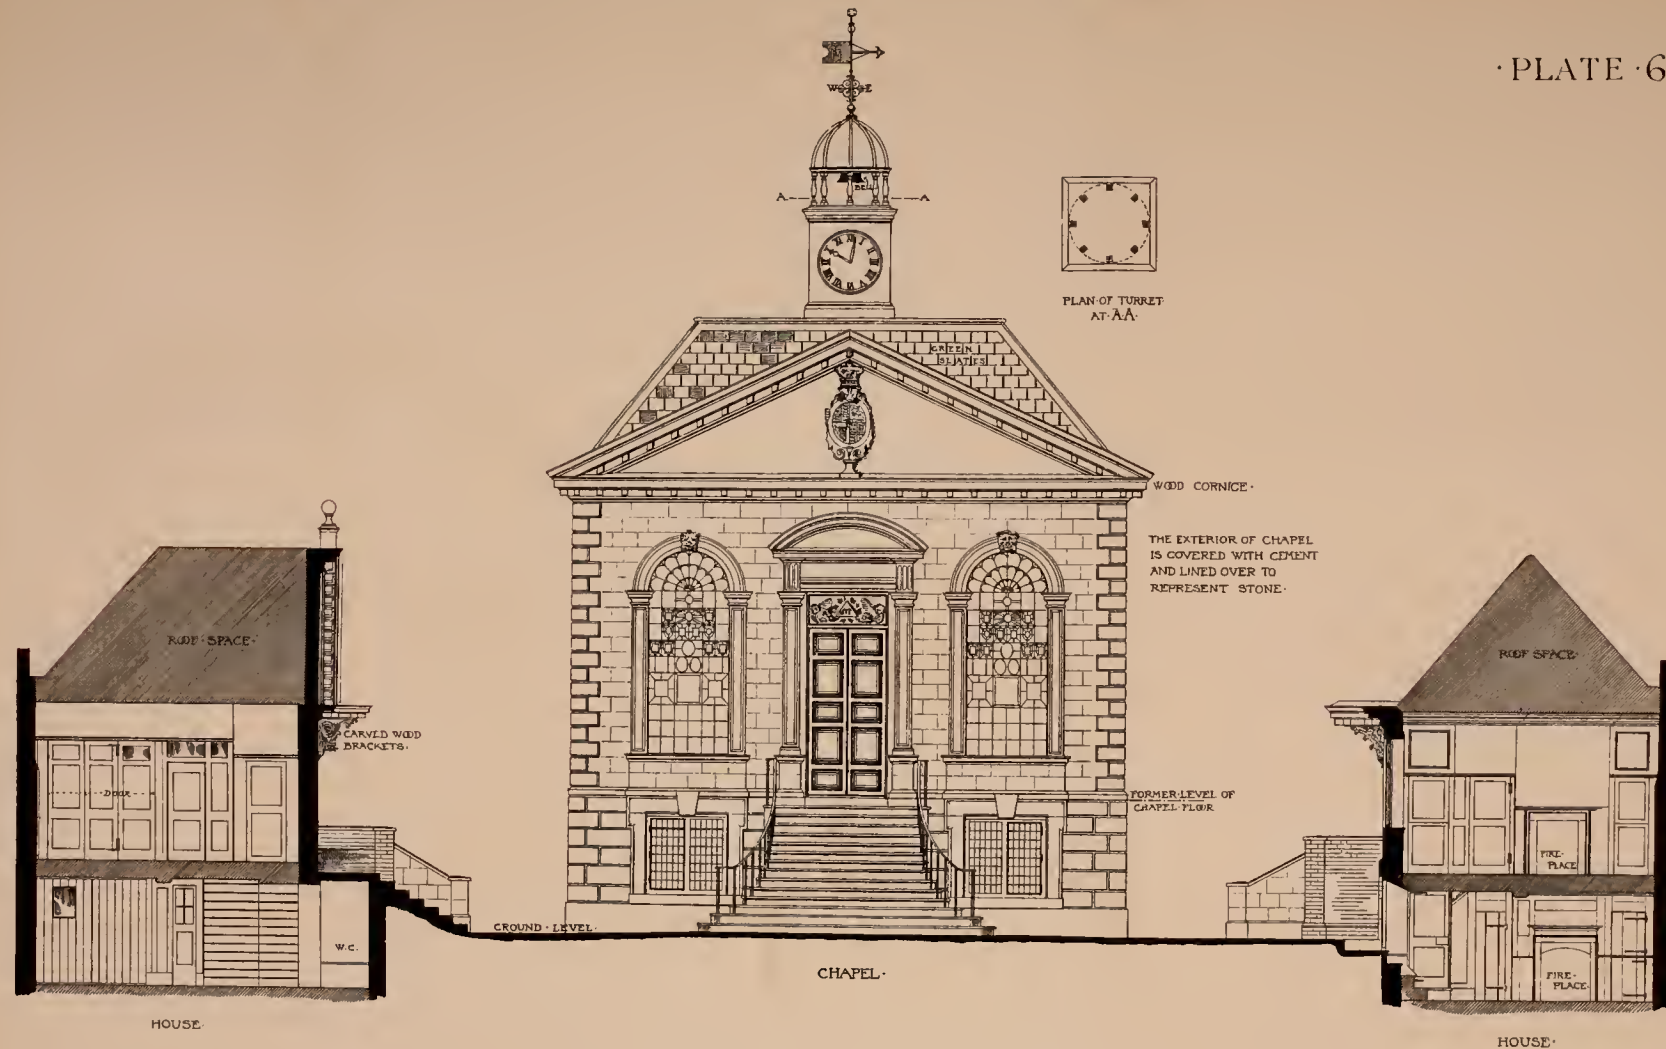 ·PLATE·6
W E
BELL
A A
PLAN·OF TURRET·
AT·A·A·
GREEN
SLATES
WOOD CORNICE·
THE EXTERIOR OF CHAPEL
IS COVERED WITH CEMENT
AND LINED OVER TO
REPRESENT STONE·
ROOF·SPACE·
ROOF SPACE·
CARVED WOOD
BRACKETS·
DOOR
FORMER·LEVEL OF
CHAPEL·FLOOR
FIRE-
PLACE
GROUND·LEVEL·
W.C.
CHAPEL·
FIRE-
PLACE·
HOUSE·
HOUSE·